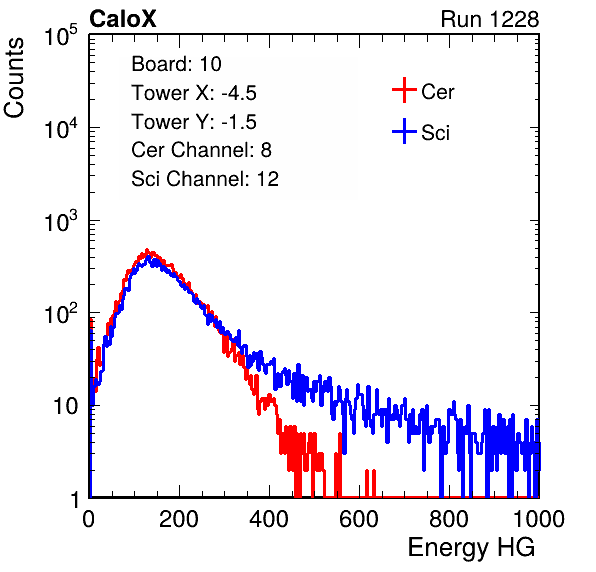 CaloX Run 1228
Counts
10^5
10^4
10^3
10^2
10
1
Board: 10
Tower X: -4.5
Tower Y: -1.5
Cer Channel: 8
Sci Channel: 12
Cer
Sci
0 200 400 600 800 1000
Energy HG